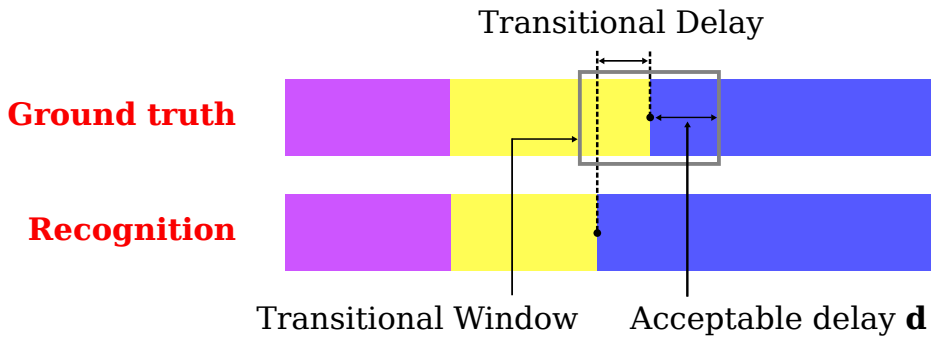 Transitional Delay
Ground truth
Recognition
Transitional Window
Acceptable delay d